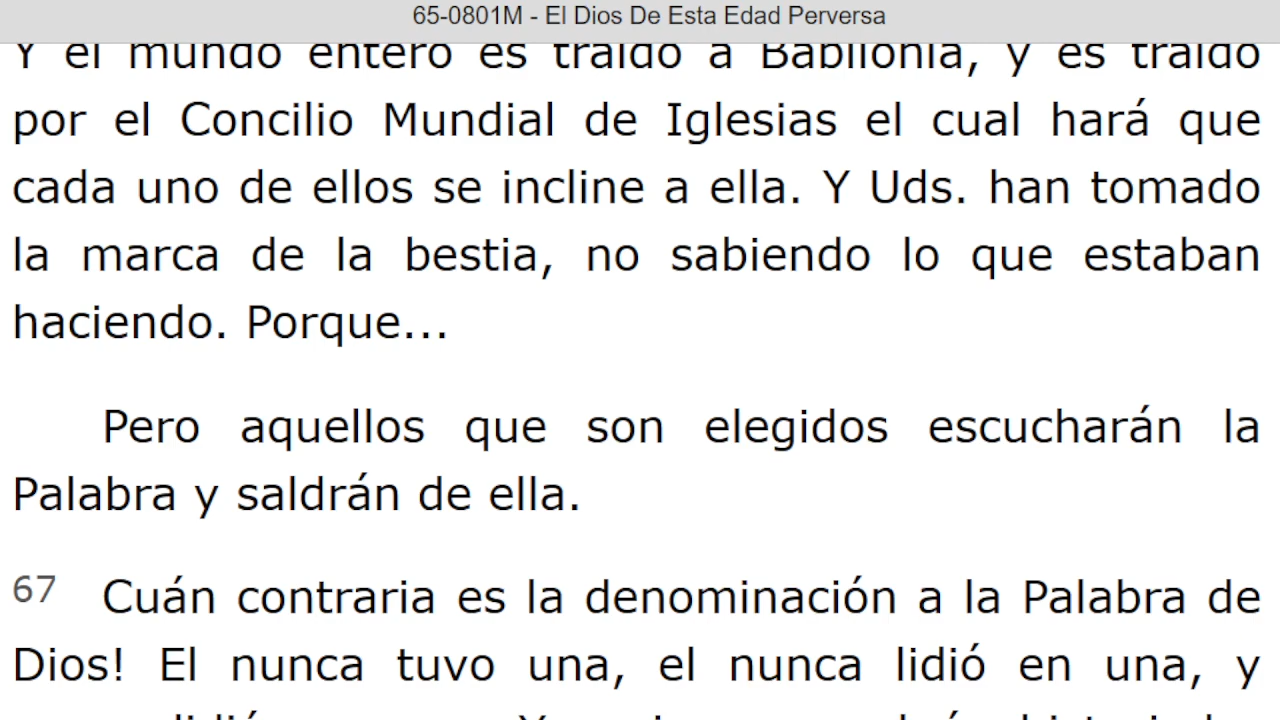 65-0801M - El Dios De Esta Edad Perversa
Y el mundo entero es traído a Babilonia, y es traído
por el Concilio Mundial de Iglesias el cual hará que
cada uno de ellos se incline a ella. Y Uds. han tomado
la marca de la bestia, no sabiendo lo que estaban
haciendo. Porque...
Pero aquellos que son elegidos escucharán la
Palabra y saldrán de ella.
67 Cuán contraria es la denominación a la Palabra de
Dios! El nunca tuvo una, el nunca lidió en una, y